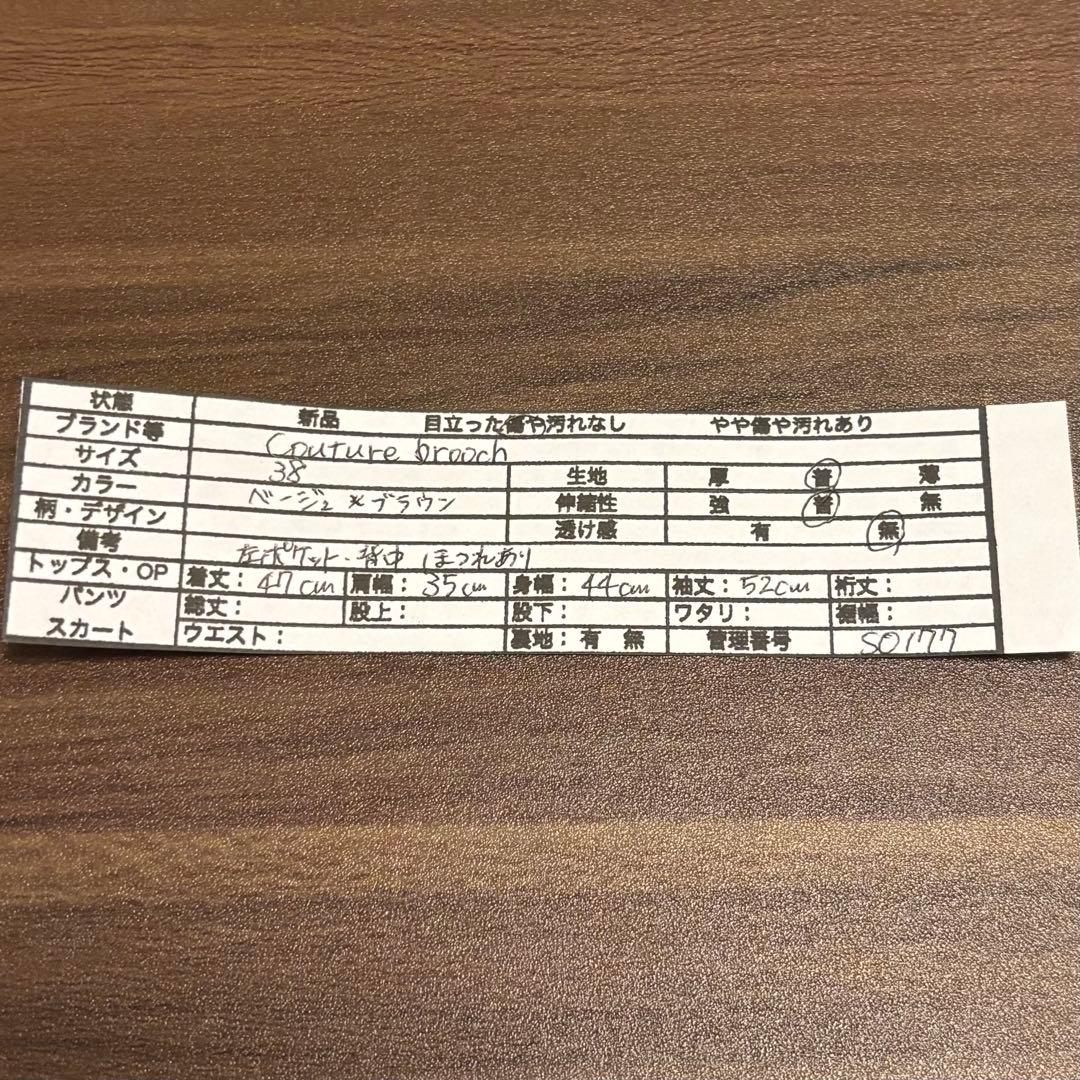 状態 新品 目立った傷や汚れなし やや傷や汚れあり
ブランド等 Couture brooch
サイズ 38 生地 厚 普 薄
カラー ベージュ×ブラウン 伸縮性 強 普 無
柄・デザイン 透け感 有 無
備考 左ポケット・背中 ほつれあり
トップス・OP 着丈：47cm 肩幅：35cm 身幅：44cm 袖丈：52cm 裄丈：
パンツ 総丈： 股上： 股下： ワタリ： 裾幅：
スカート ウエスト： 裏地：有 無 管理番号 SO177